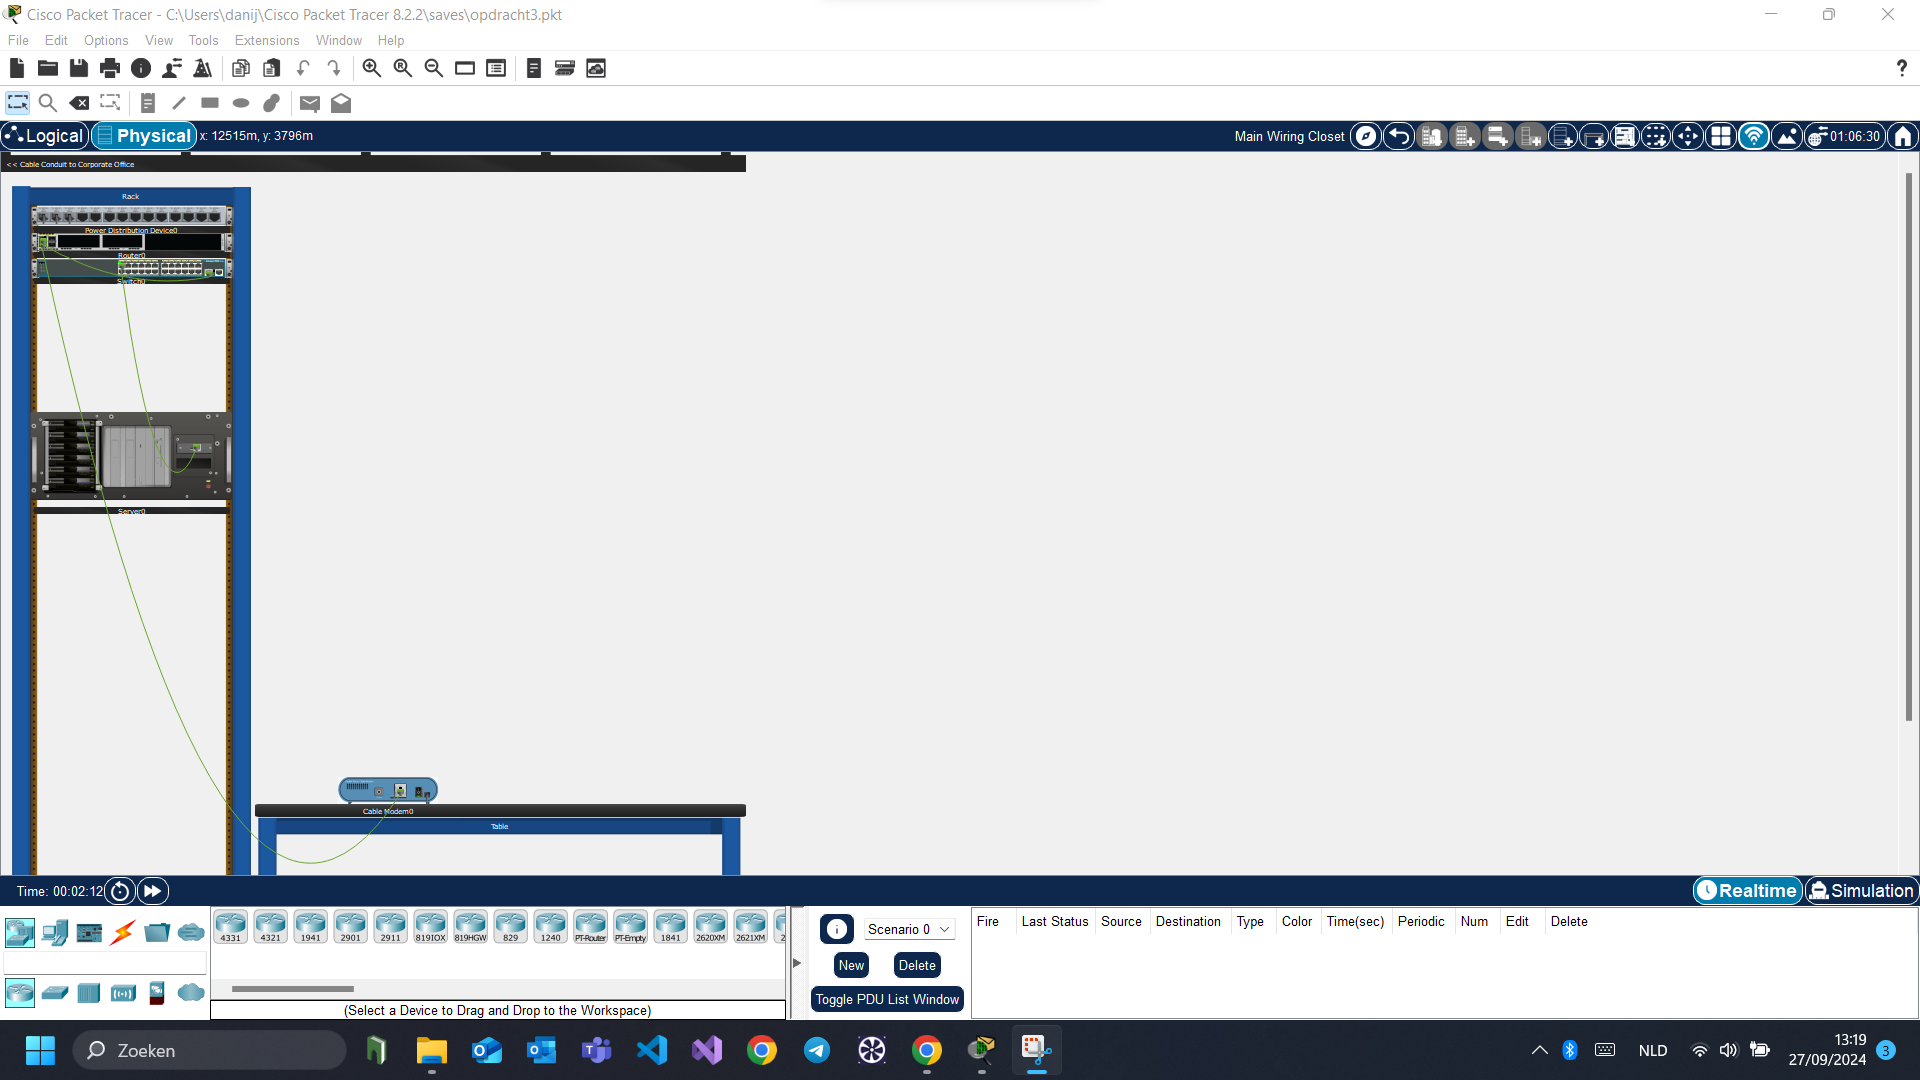 Cisco Packet Tracer - C:\Users\danij\Cisco Packet Tracer 8.2.2\saves\opdracht3.pkt
File Edit Options View Tools Extensions Window Help
?
Logical Physical x: 12515m, y: 3796m Main Wiring Closet 01:06:30
<< Cable Conduit to Corporate Office
Rack
Power Distribution Device0
Router0
Switch0
Server0
Cable Modem0
Table
Time: 00:02:12 Realtime Simulation
4331 4321 1941 2901 2911 819IOX 819HGW 829 1240 PT-Router PT-Empty 1841 2620XM 2621XM 2
(Select a Device to Drag and Drop to the Workspace)
Scenario 0
New Delete
Toggle PDU List Window
Fire Last Status Source Destination Type Color Time(sec) Periodic Num Edit Delete
Zoeken
NLD
13:19
27/09/2024
3